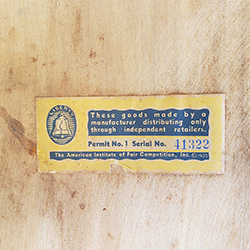 LIBERTY
These goods made by a
manufacturer distributing only
through independent retailers.
Permit No. 1 Serial No. 41322
The American Institute of Fair Competition, Inc. © 1935